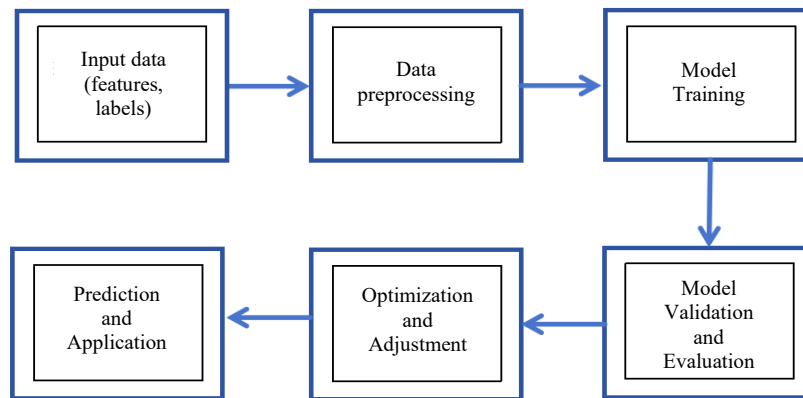 Input data
(features,
labels)
Data
preprocessing
Model
Training
Model
Validation
and
Evaluation
Optimization
and
Adjustment
Prediction
and
Application